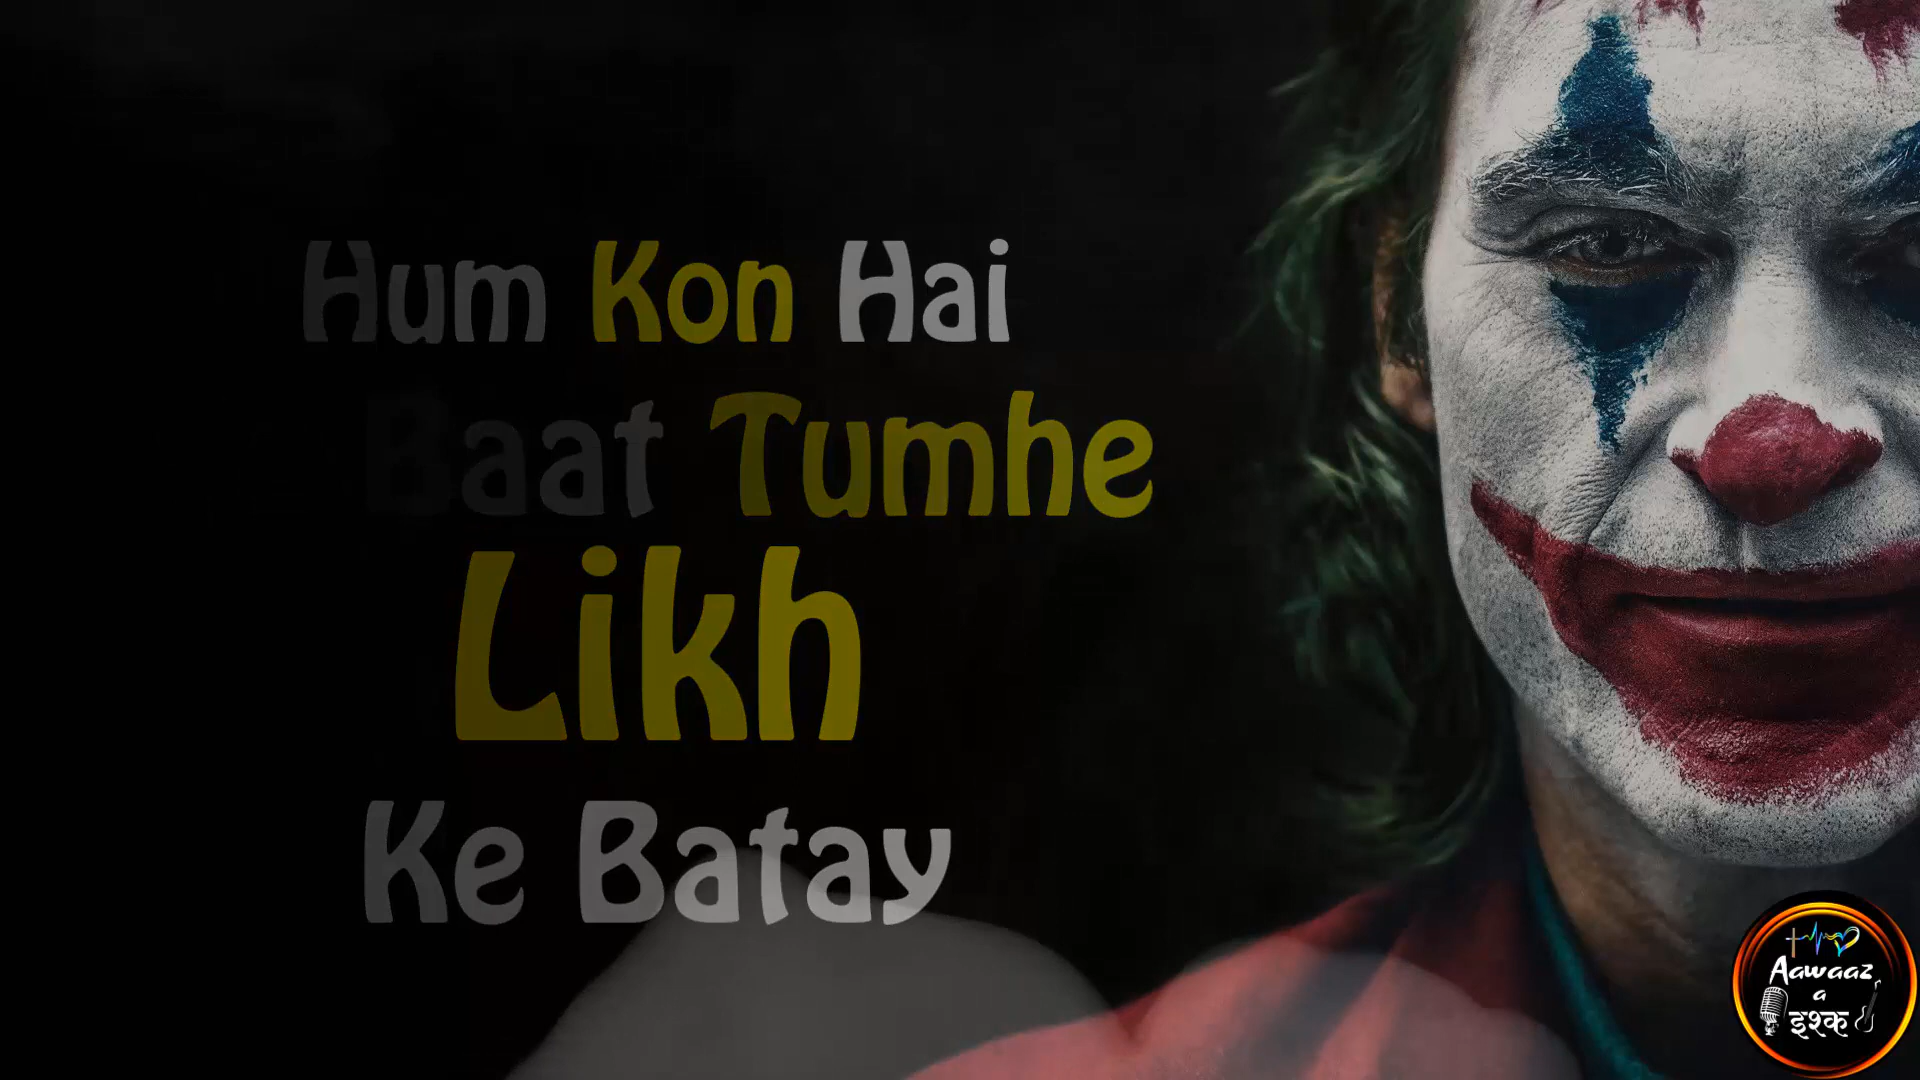 Hum Kon Hai
Baat Tumhe
Likh
Ke Batay
Aawaaz
a
इश्क